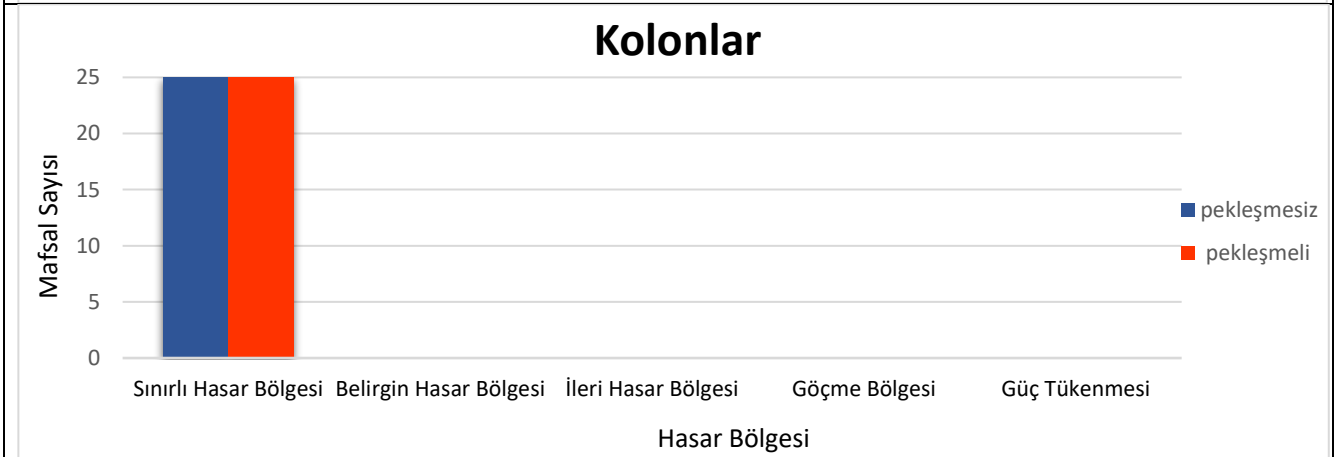 Kolonlar
25
20
15
10
5
0
Mafsal Sayısı
Sınırlı Hasar Bölgesi Belirgin Hasar Bölgesi İleri Hasar Bölgesi Göçme Bölgesi Güç Tükenmesi
Hasar Bölgesi
pekleşmesiz
pekleşmeli